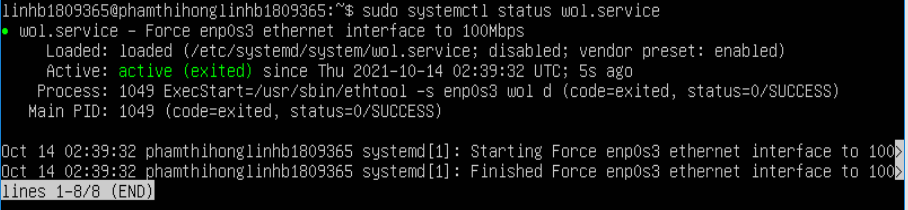 linhb1809365@phamthihonglinhb1809365:~$ sudo systemctl status wol.service
● wol.service – Force enp0s3 ethernet interface to 100Mbps
Loaded: loaded (/etc/systemd/system/wol.service; disabled; vendor preset: enabled)
Active: active (exited) since Thu 2021-10-14 02:39:32 UTC; 5s ago
Process: 1049 ExecStart=/usr/sbin/ethtool -s enp0s3 wol d (code=exited, status=0/SUCCESS)
Main PID: 1049 (code=exited, status=0/SUCCESS)
Oct 14 02:39:32 phamthihonglinhb1809365 systemd[1]: Starting Force enp0s3 ethernet interface to 100>
Oct 14 02:39:32 phamthihonglinhb1809365 systemd[1]: Finished Force enp0s3 ethernet interface to 100>
lines 1-8/8 (END)